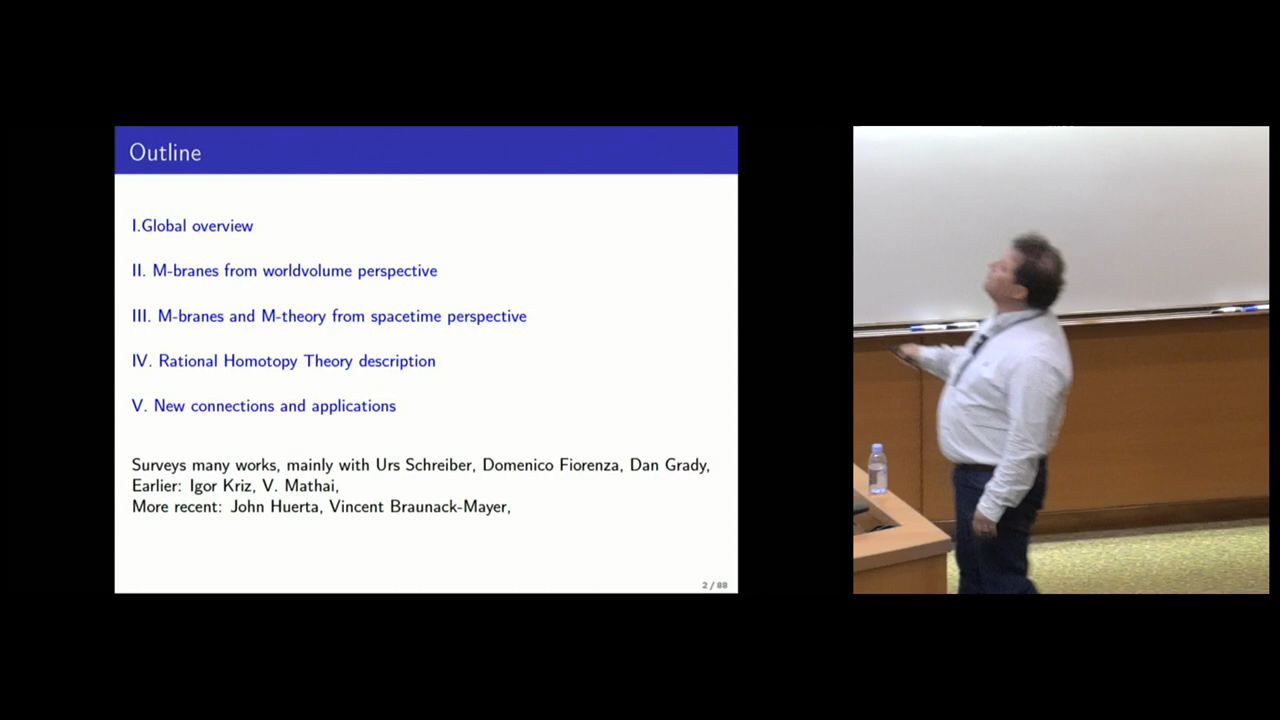 Outline
I.Global overview
II. M-branes from worldvolume perspective
III. M-branes and M-theory from spacetime perspective
IV. Rational Homotopy Theory description
V. New connections and applications
Surveys many works, mainly with Urs Schreiber, Domenico Fiorenza, Dan Grady,
Earlier: Igor Kriz, V. Mathai,
More recent: John Huerta, Vincent Braunack-Mayer,
2 / 88